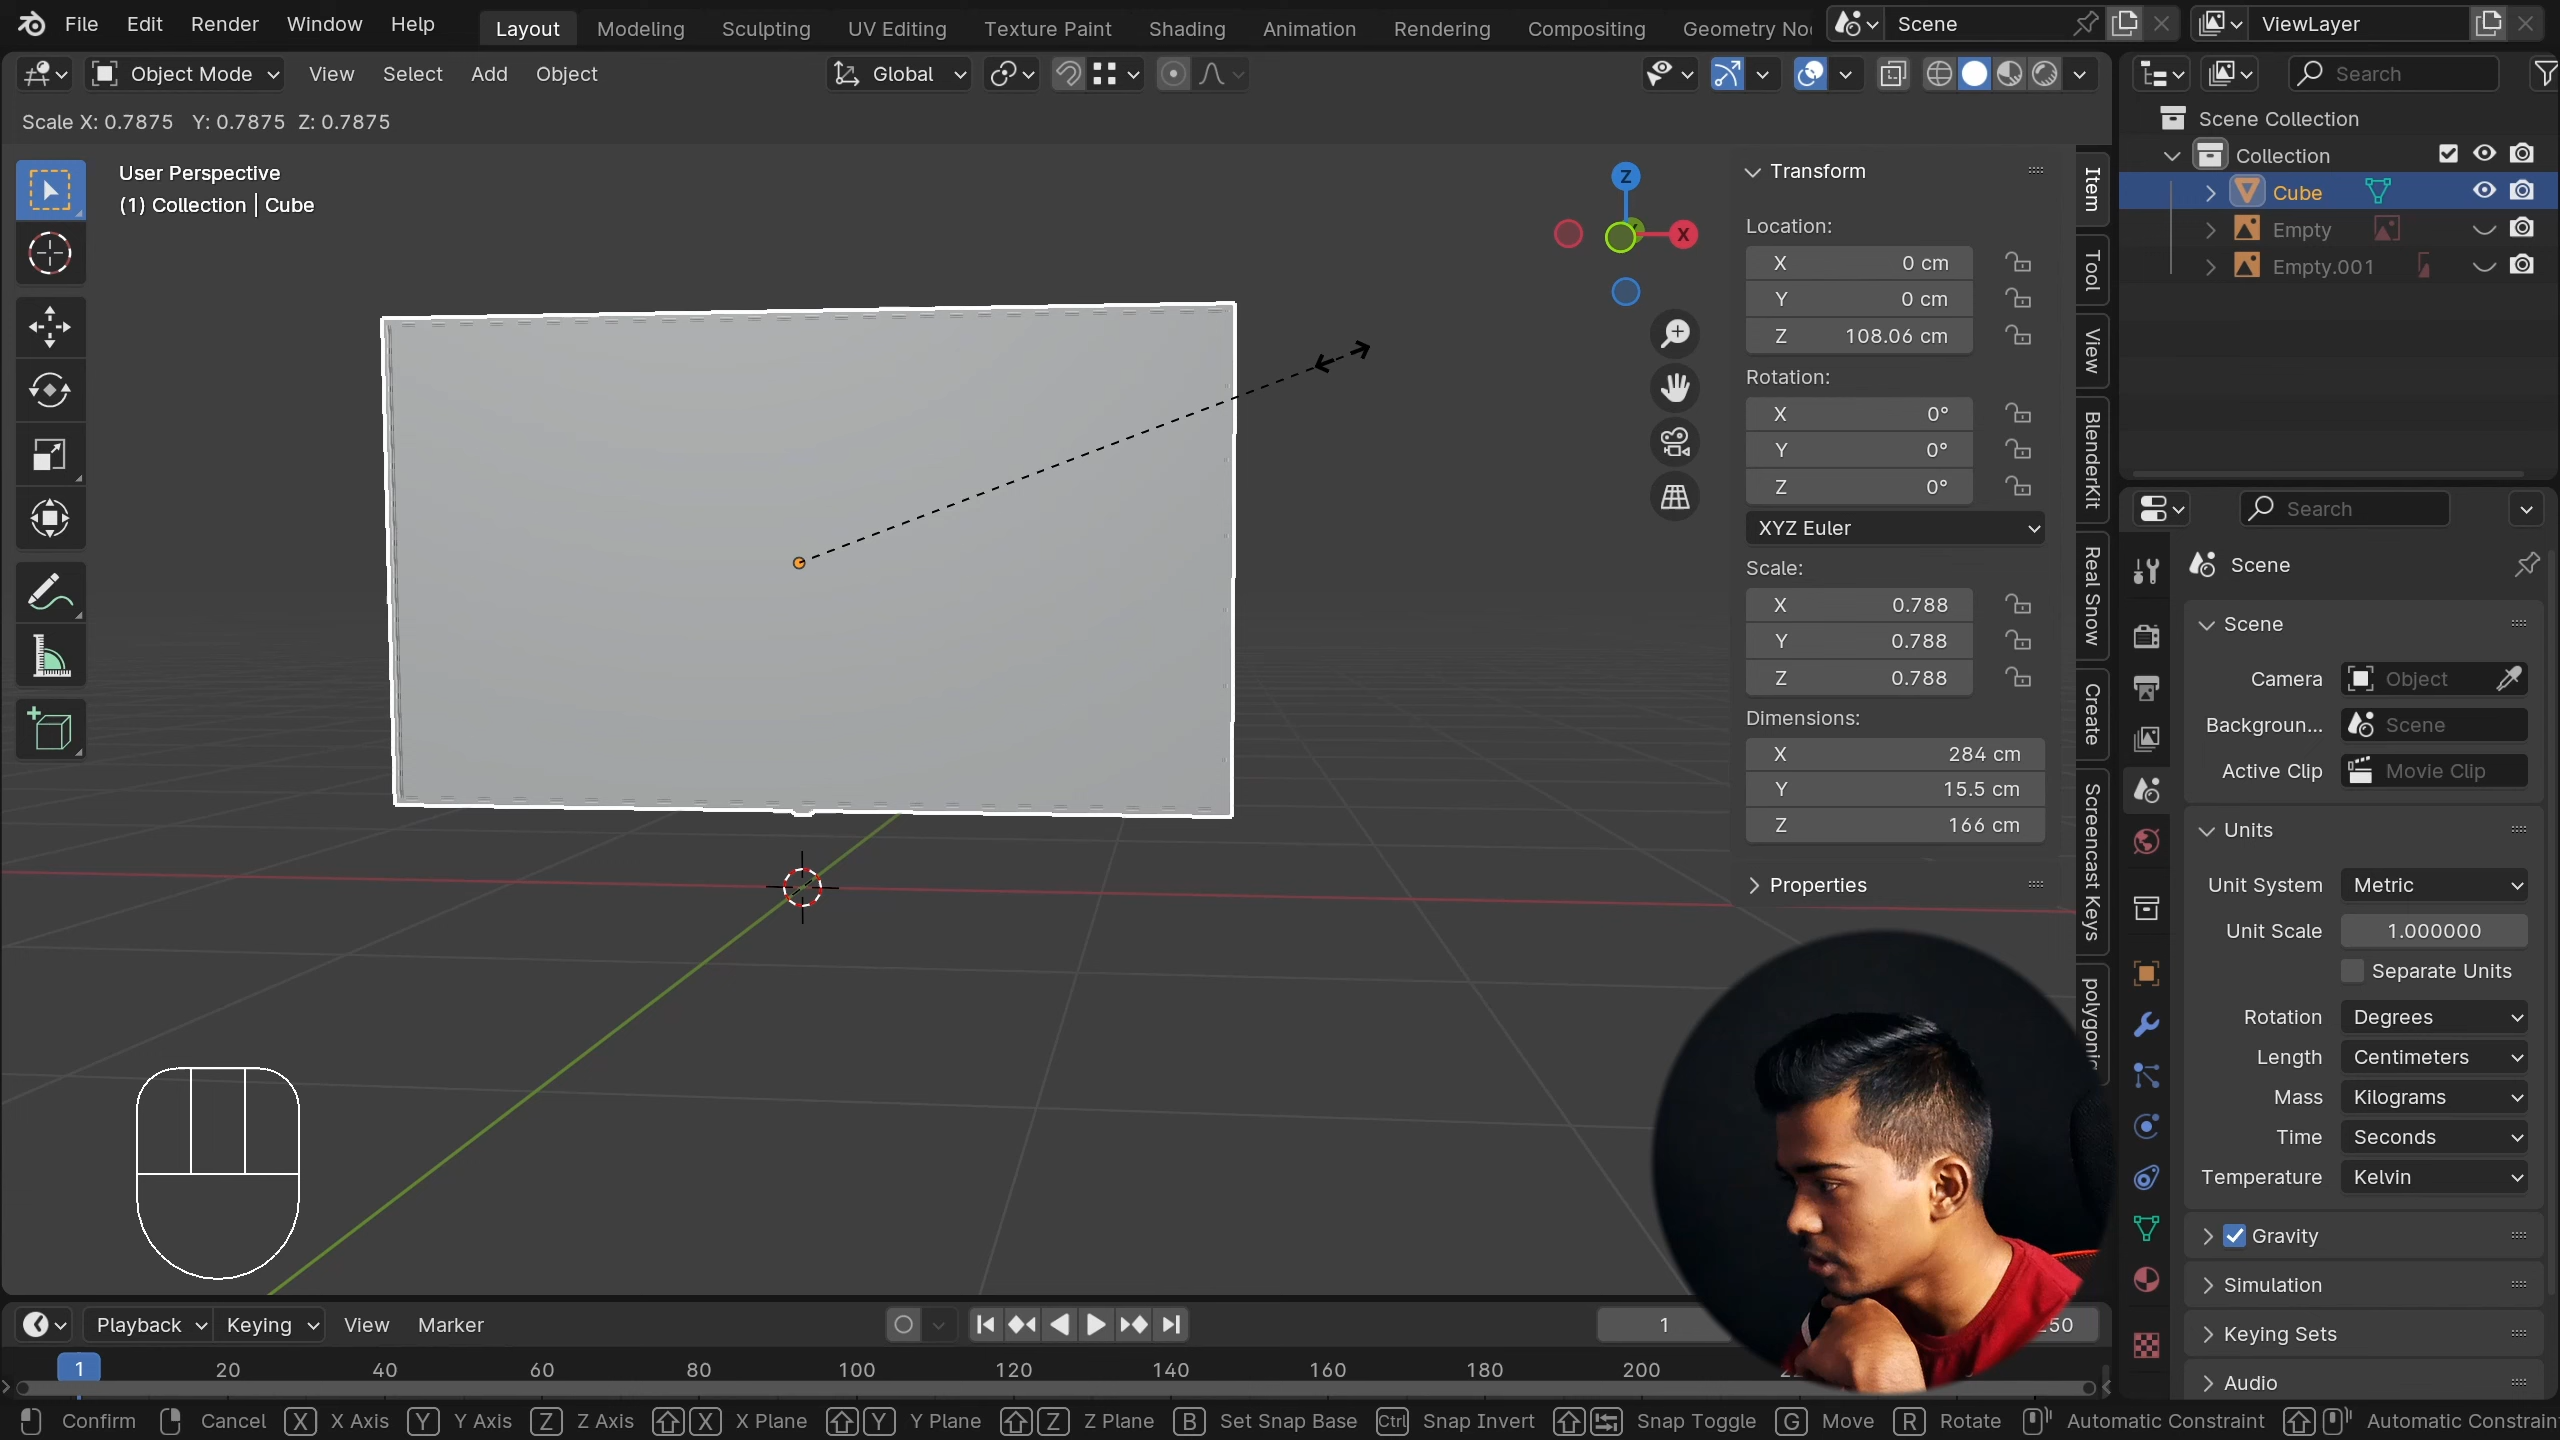 File Edit Render Window Help Layout Modeling Sculpting UV Editing Texture Paint Shading Animation Rendering Compositing Geometry No Scene ViewLayer
Object Mode View Select Add Object Global Search
Scale X: 0.7875 Y: 0.7875 Z: 0.7875
User Perspective
(1) Collection | Cube
Z
X
Transform
Location:
X 0 cm
Y 0 cm
Z 108.06 cm
Rotation:
X 0°
Y 0°
Z 0°
XYZ Euler
Scale:
X 0.788
Y 0.788
Z 0.788
Dimensions:
X 284 cm
Y 15.5 cm
Z 166 cm
Properties
Item
Tool
View
BlenderKit
Real Snow
Create
Screencast Keys
polygonic
Scene Collection
Collection
Cube
Empty
Empty.001
Search
Scene
Scene
Camera Object
Backgroun... Scene
Active Clip Movie Clip
Units
Unit System Metric
Unit Scale 1.000000
Separate Units
Rotation Degrees
Length Centimeters
Mass Kilograms
Time Seconds
Temperature Kelvin
Gravity
Simulation
Keying Sets
Audio
Playback Keying View Marker 1 50
1 20 40 60 80 100 120 140 160 180 200
Confirm Cancel X X Axis Y Y Axis Z Z Axis X X Plane Y Y Plane Z Z Plane B Set Snap Base Ctrl Snap Invert Snap Toggle G Move R Rotate Automatic Constraint Automatic Constrain